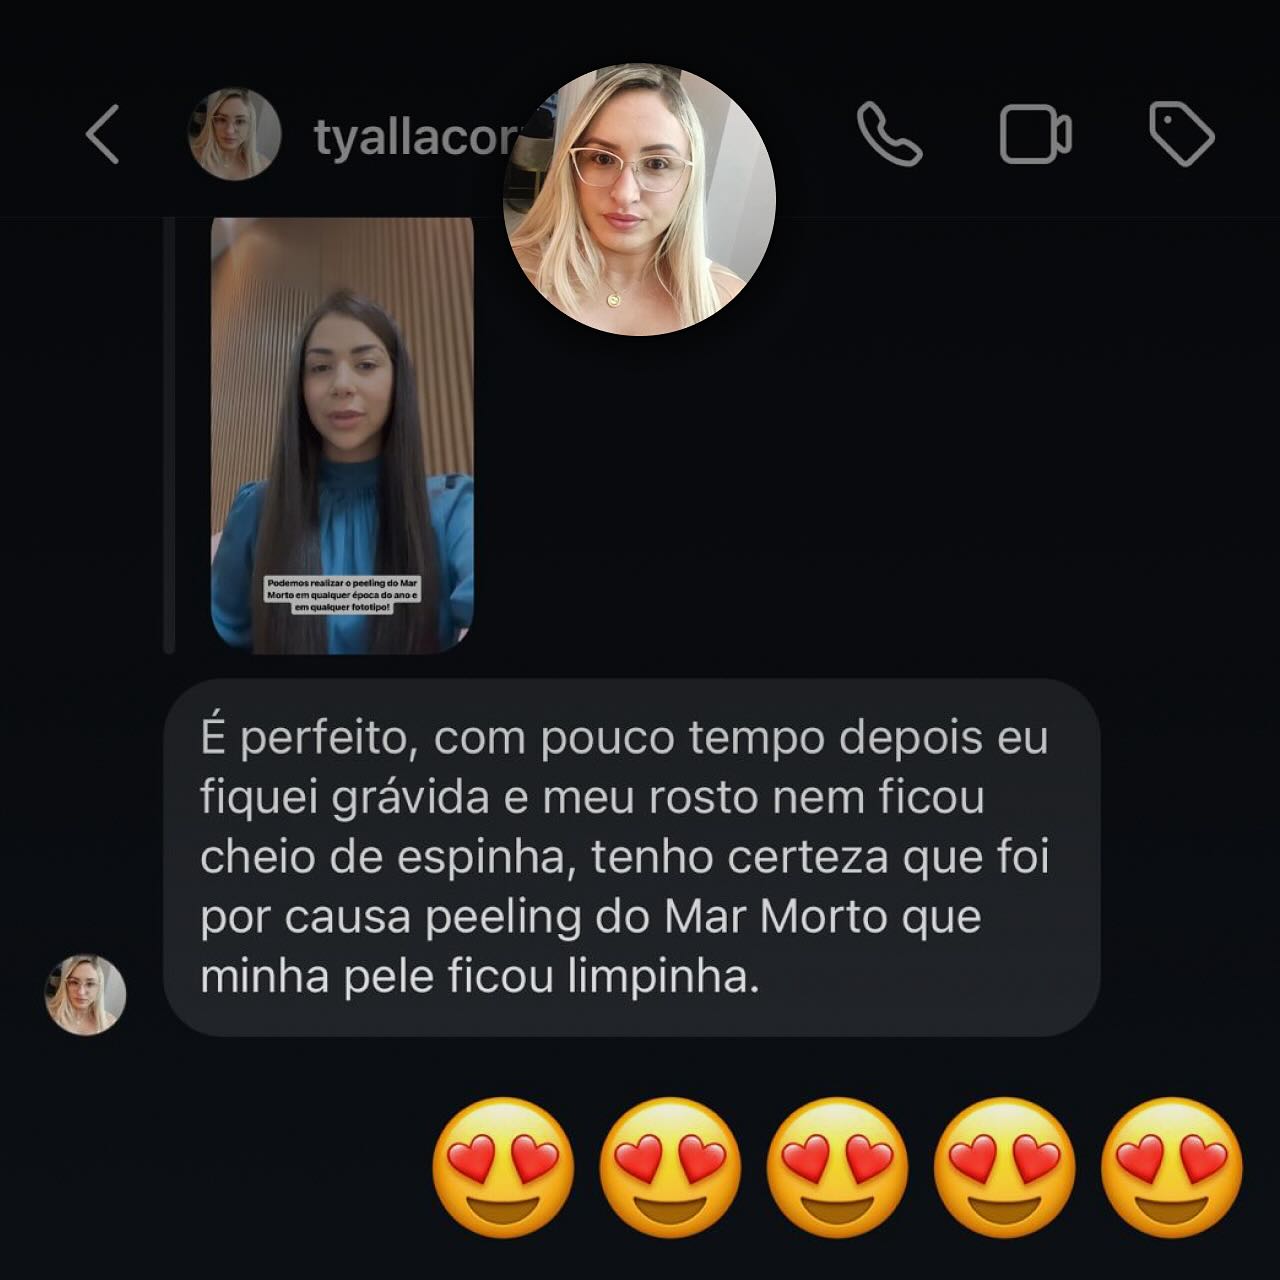 tyallacor
Podemos realizar o peeling do Mar
Morto em qualquer época do ano e
em qualquer fototipo!
É perfeito, com pouco tempo depois eu
fiquei grávida e meu rosto nem ficou
cheio de espinha, tenho certeza que foi
por causa peeling do Mar Morto que
minha pele ficou limpinha.